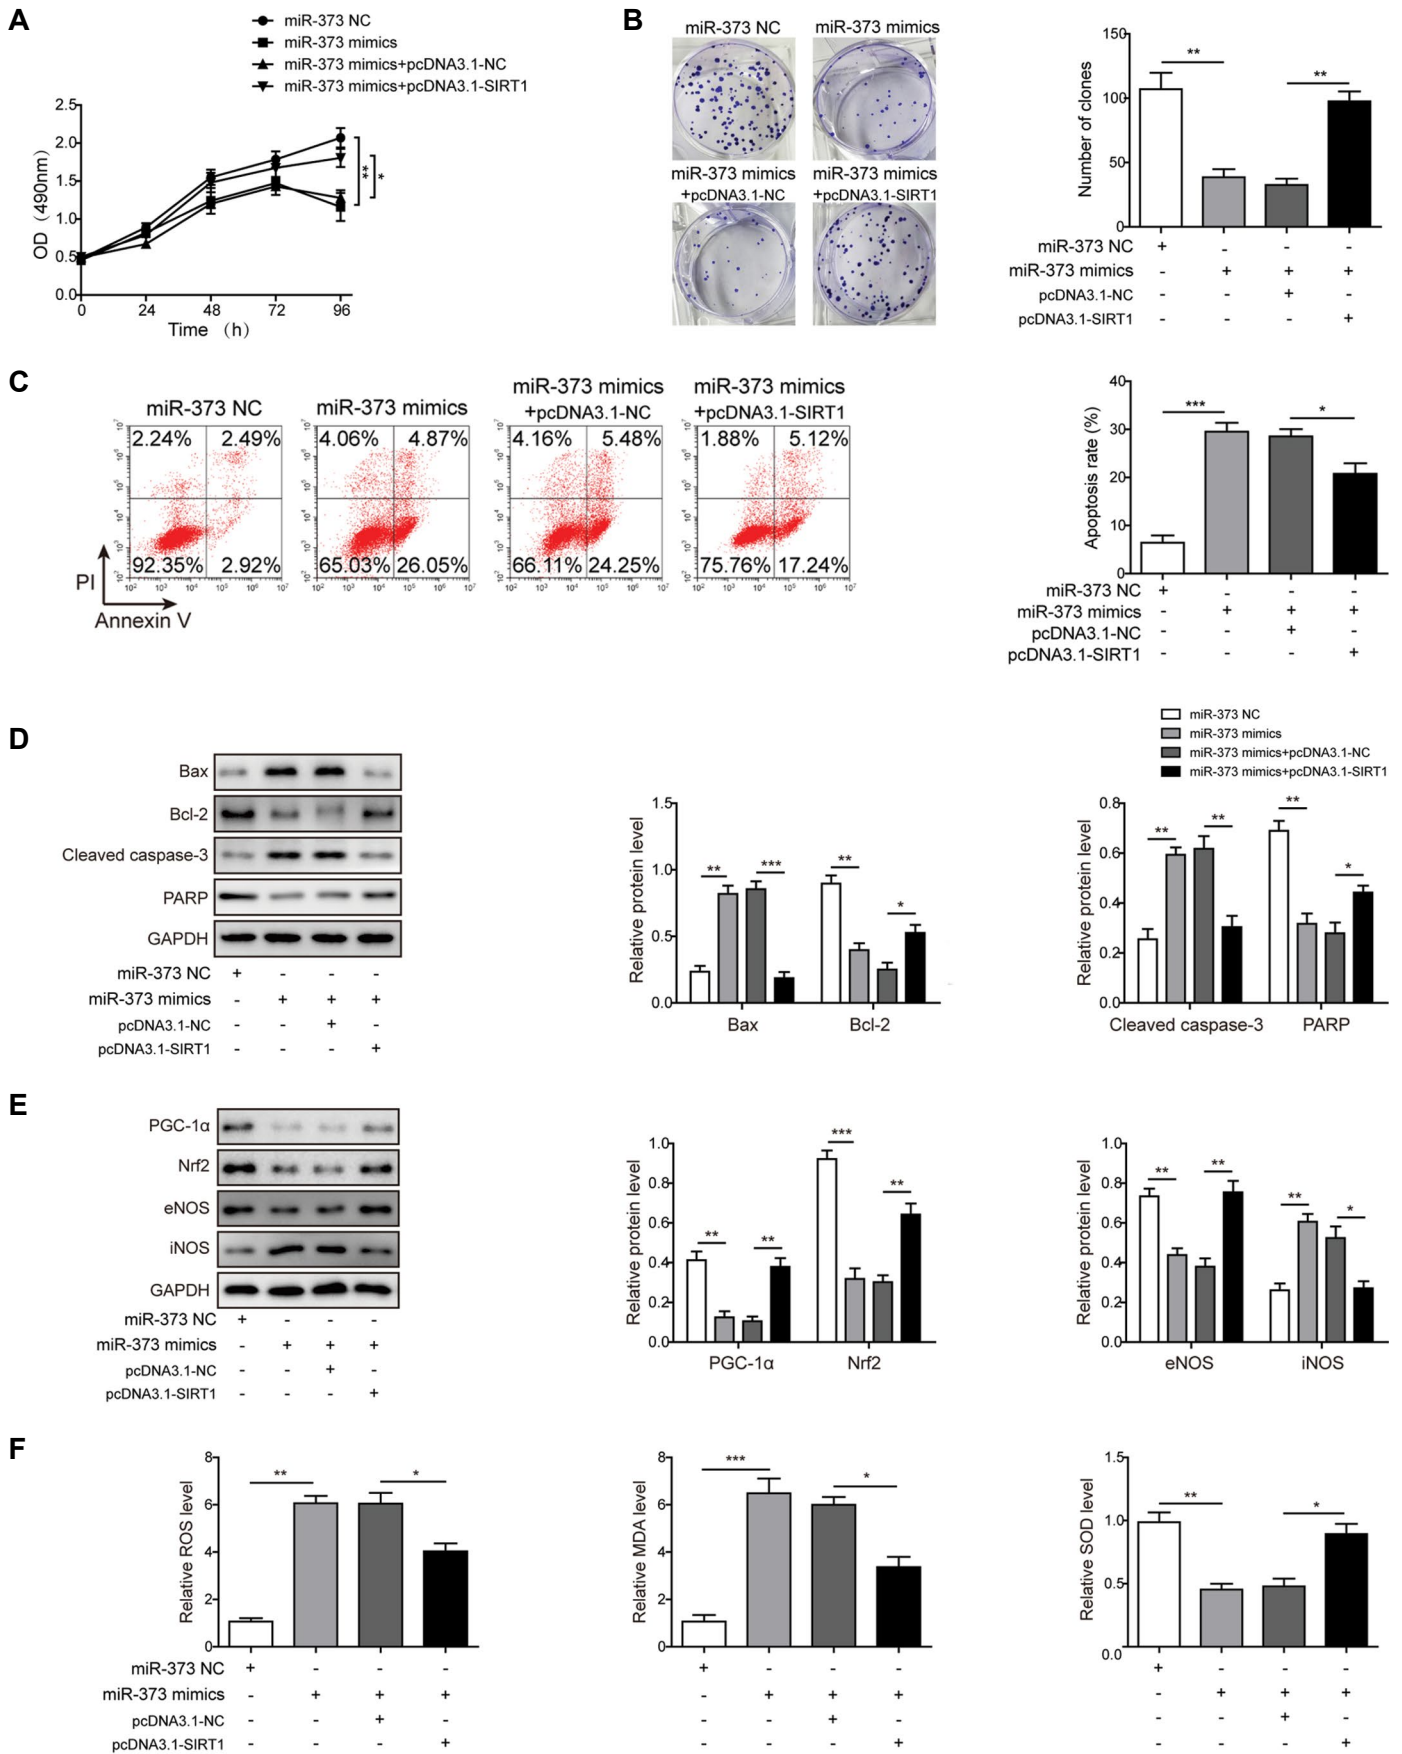 A
miR-373 NC
miR-373 mimics
miR-373 mimics+pcDNA3.1-NC
miR-373 mimics+pcDNA3.1-SIRT1
OD (490nm)
2.5
2.0
1.5
1.0
0.5
0.0
0 24 48 72 96
Time (h)
** *
B
miR-373 NC miR-373 mimics
miR-373 mimics miR-373 mimics
+pcDNA3.1-NC +pcDNA3.1-SIRT1
Number of clones
150
100
50
0
** **
miR-373 NC + - - -
miR-373 mimics - + + +
pcDNA3.1-NC - - + -
pcDNA3.1-SIRT1 - - - +
C
miR-373 NC
miR-373 mimics
miR-373 mimics
+pcDNA3.1-NC
miR-373 mimics
+pcDNA3.1-SIRT1
2.24% 2.49%
92.35% 2.92%
4.06% 4.87%
65.03% 26.05%
4.16% 5.48%
66.11% 24.25%
1.88% 5.12%
75.76% 17.24%
PI
Annexin V
Apoptosis rate (%)
40
30
20
10
0
*** *
miR-373 NC + - - -
miR-373 mimics - + + +
pcDNA3.1-NC - - + -
pcDNA3.1-SIRT1 - - - +
D
Bax
Bcl-2
Cleaved caspase-3
PARP
GAPDH
miR-373 NC + - - -
miR-373 mimics - + + +
pcDNA3.1-NC - - + -
pcDNA3.1-SIRT1 - - - +
Relative protein level
1.5
1.0
0.5
0.0
** *** ** *
Bax Bcl-2
miR-373 NC
miR-373 mimics
miR-373 mimics+pcDNA3.1-NC
miR-373 mimics+pcDNA3.1-SIRT1
Relative protein level
0.8
0.6
0.4
0.2
0.0
** ** ** *
Cleaved caspase-3 PARP
E
PGC-1α
Nrf2
eNOS
iNOS
GAPDH
miR-373 NC + - - -
miR-373 mimics - + + +
pcDNA3.1-NC - - + -
pcDNA3.1-SIRT1 - - - +
Relative protein level
1.0
0.8
0.6
0.4
0.2
0.0
** ** *** **
PGC-1α Nrf2
Relative protein level
1.0
0.8
0.6
0.4
0.2
0.0
** ** ** *
eNOS iNOS
F
Relative ROS level
8
6
4
2
0
** *
miR-373 NC + - - -
miR-373 mimics - + + +
pcDNA3.1-NC - - + -
pcDNA3.1-SIRT1 - - - +
Relative MDA level
8
6
4
2
0
*** *
+ - - -
- + + +
- - + -
- - - +
Relative SOD level
1.5
1.0
0.5
0.0
** *
+ - - -
- + + +
- - + -
- - - +